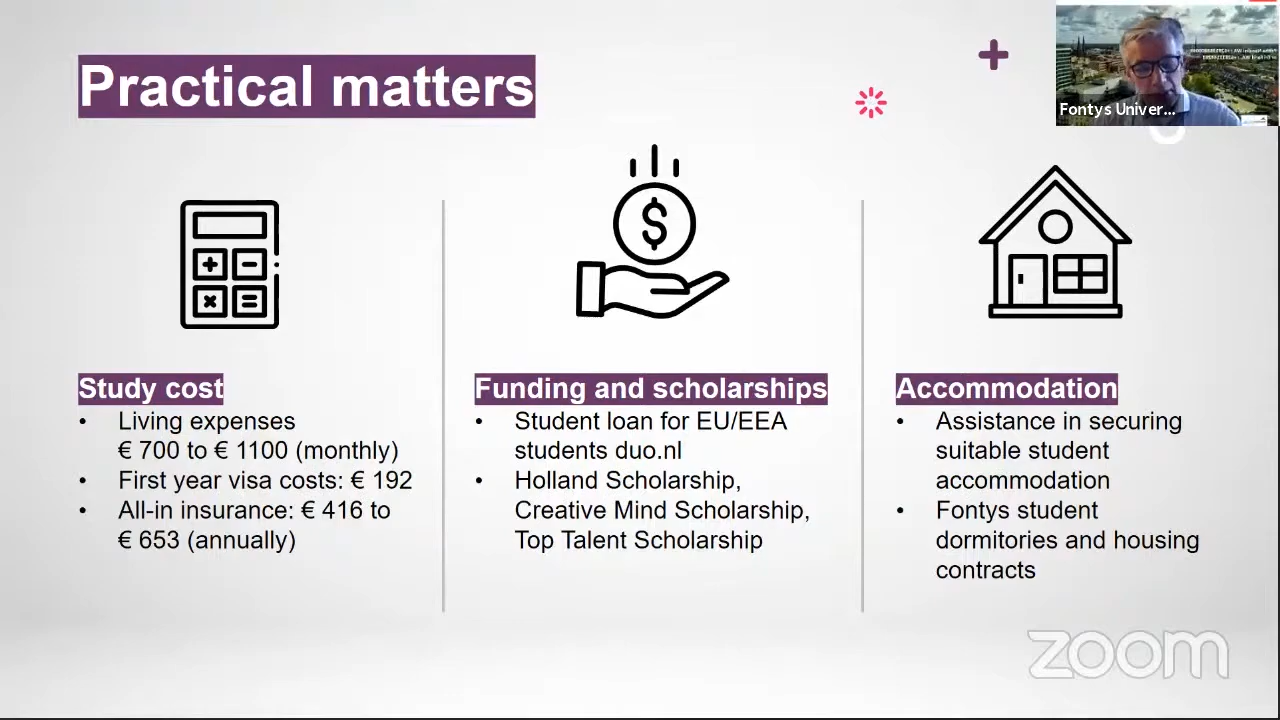 Practical matters
Fontys Univer...
$
Study cost
• Living expenses
€ 700 to € 1100 (monthly)
• First year visa costs: € 192
• All-in insurance: € 416 to
€ 653 (annually)
Funding and scholarships
• Student loan for EU/EEA
students duo.nl
• Holland Scholarship,
Creative Mind Scholarship,
Top Talent Scholarship
Accommodation
• Assistance in securing
suitable student
accommodation
• Fontys student
dormitories and housing
contracts
zoom